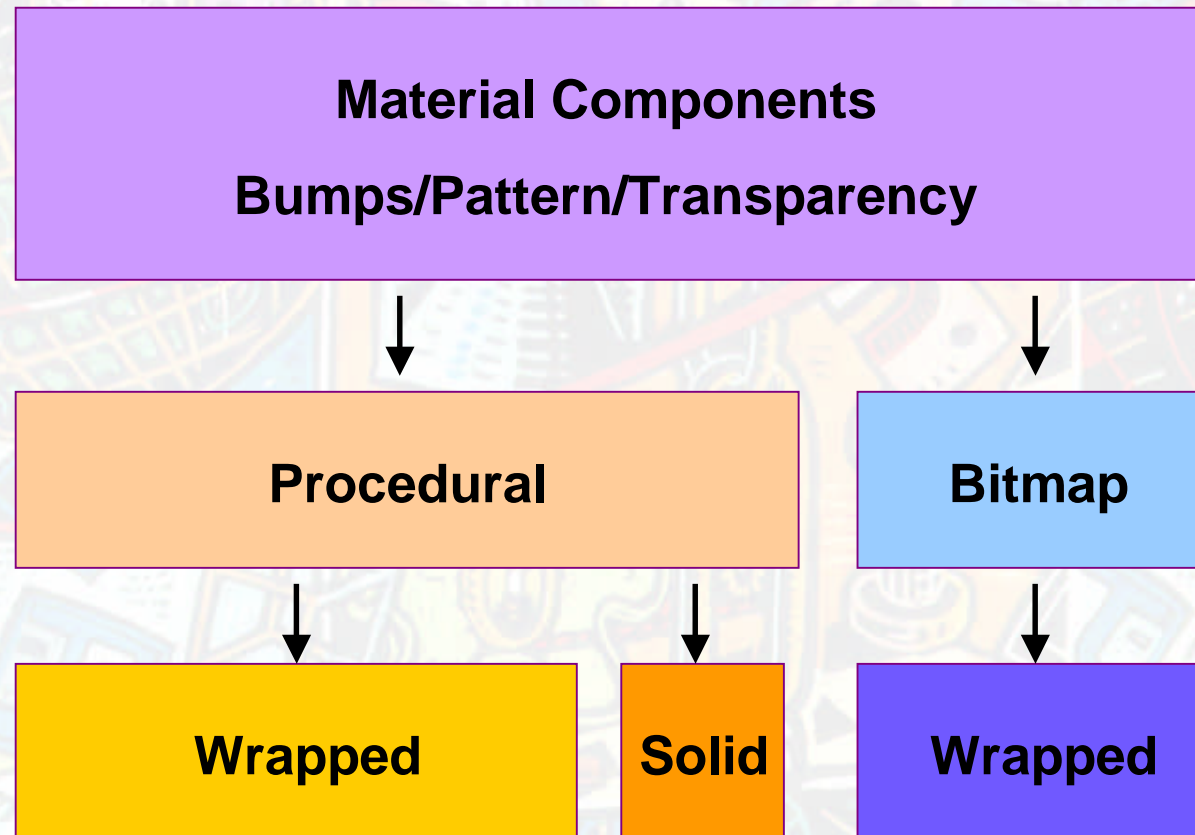 Material Components
Bumps/Pattern/Transparency
Procedural
Bitmap
Wrapped
Solid
Wrapped